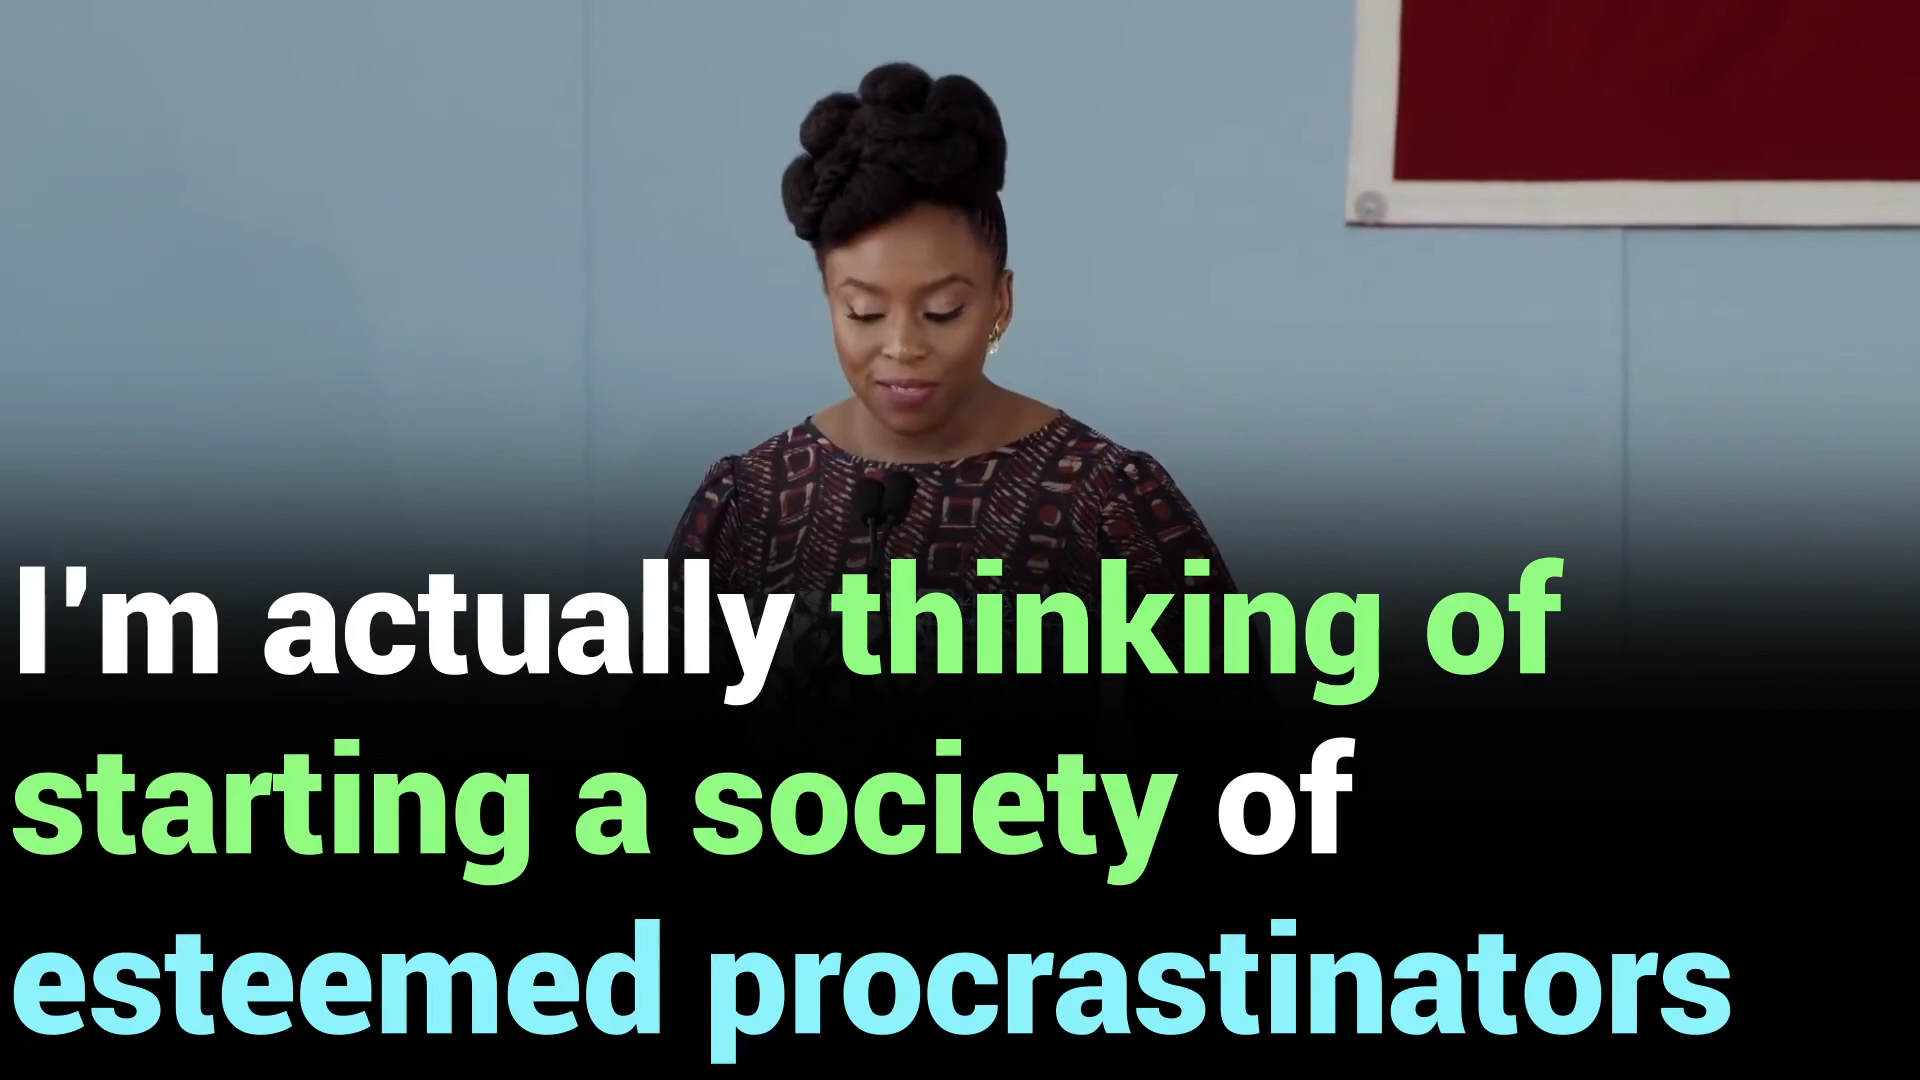 I'm actually thinking of
starting a society of
esteemed procrastinators